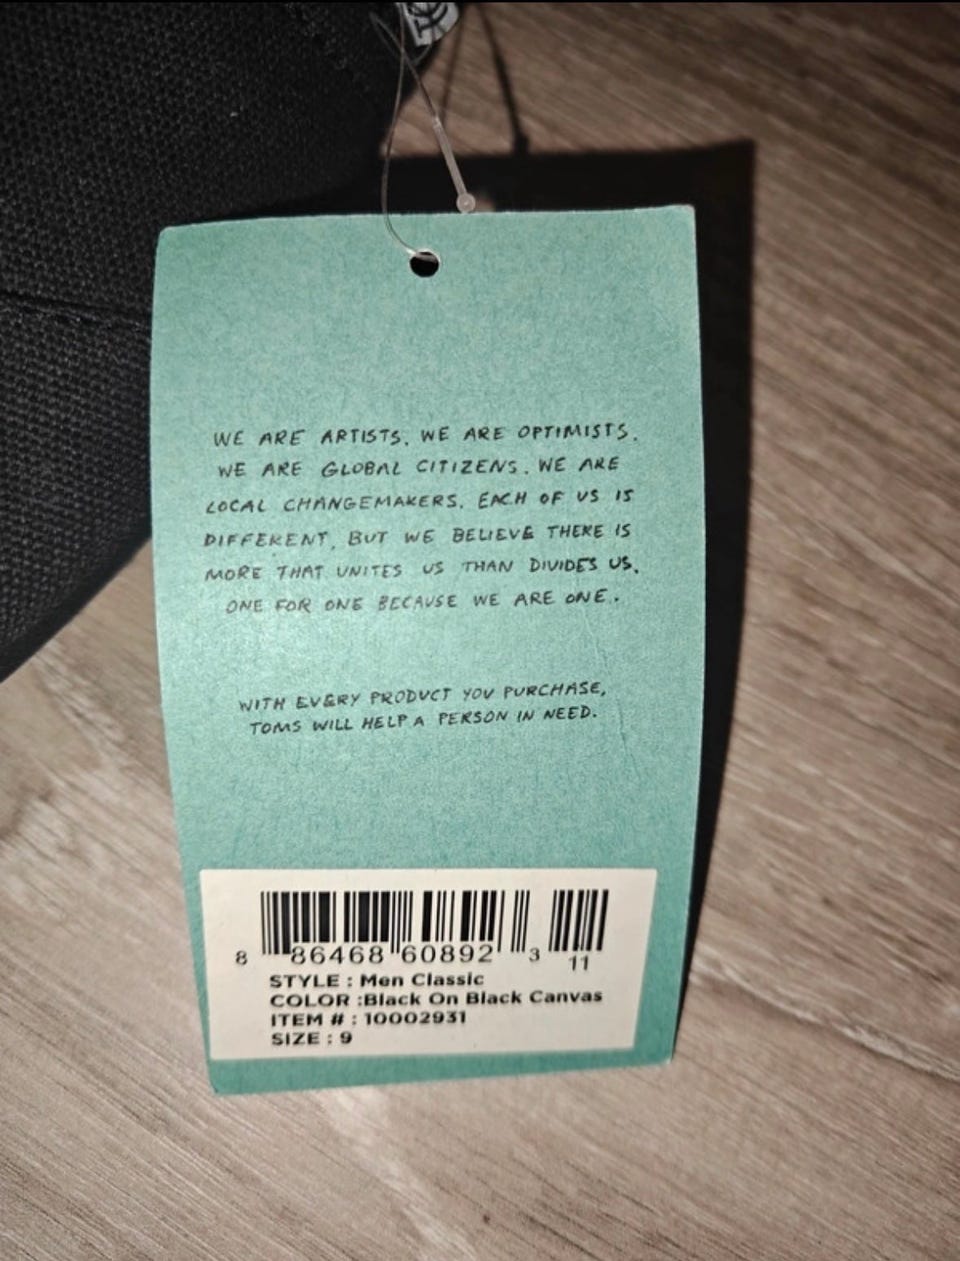 WE ARE ARTISTS. WE ARE OPTIMISTS.
WE ARE GLOBAL CITIZENS. WE ARE
LOCAL CHANGEMAKERS. EACH OF US IS
DIFFERENT, BUT WE BELIEVE THERE IS
MORE THAT UNITES US THAN DIVIDES US.
ONE FOR ONE BECAUSE WE ARE ONE.
WITH EVERY PRODUCT YOU PURCHASE,
TOMS WILL HELP A PERSON IN NEED.
8 86468 60892 3 11
STYLE : Men Classic
COLOR :Black On Black Canvas
ITEM # : 10002931
SIZE : 9